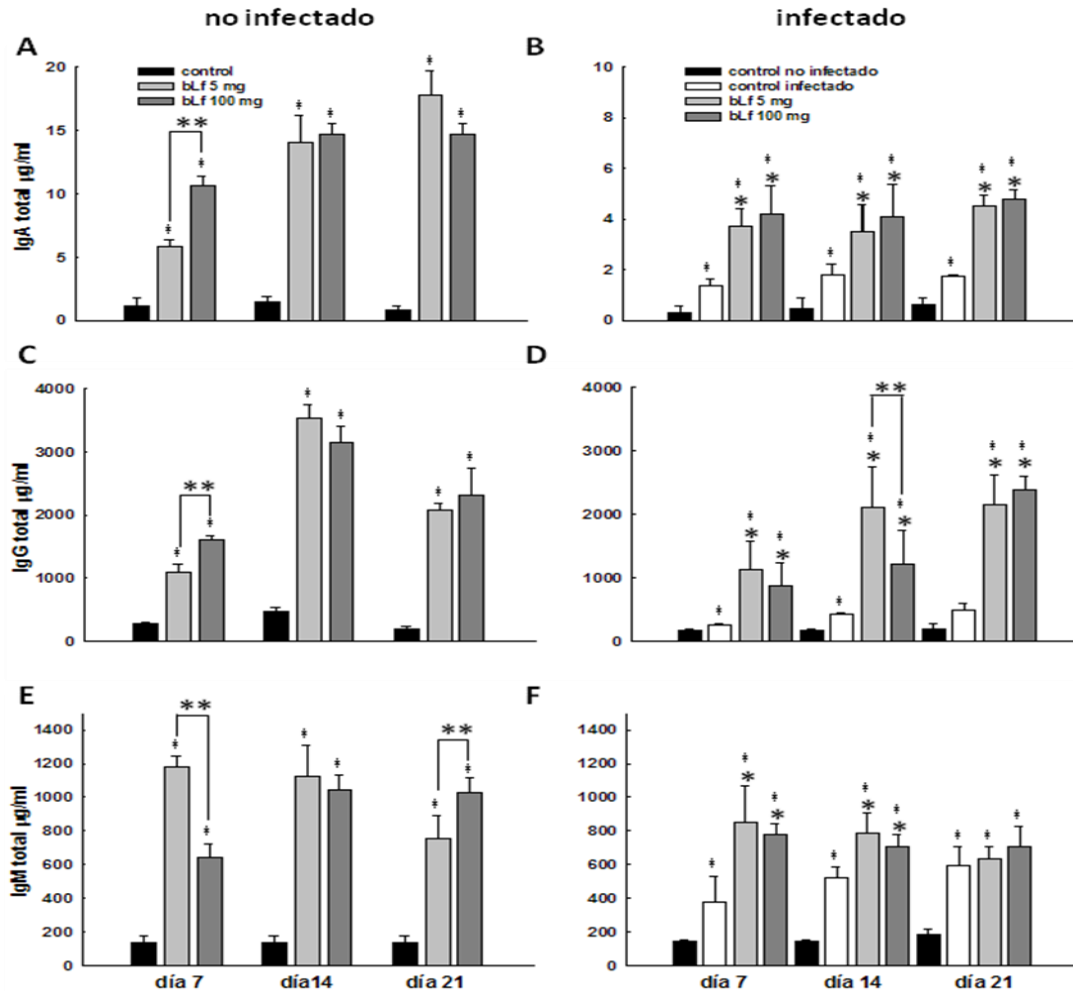 no infectado
infectado
A
control
bLf 5 mg
bLf 100 mg
IgA total µg/ml
20
15
10
5
0
*
**
*
*
*
*
*
B
control no infectado
control infectado
bLf 5 mg
bLf 100 mg
10
8
6
4
2
0
C
IgG total µg/ml
4000
3000
2000
1000
0
**
D
4000
3000
2000
1000
0
**
E
IgM total µg/ml
1400
1200
1000
800
600
400
200
0
**
**
día 7
día14
día 21
F
1400
1200
1000
800
600
400
200
0
día 7
día 14
día 21